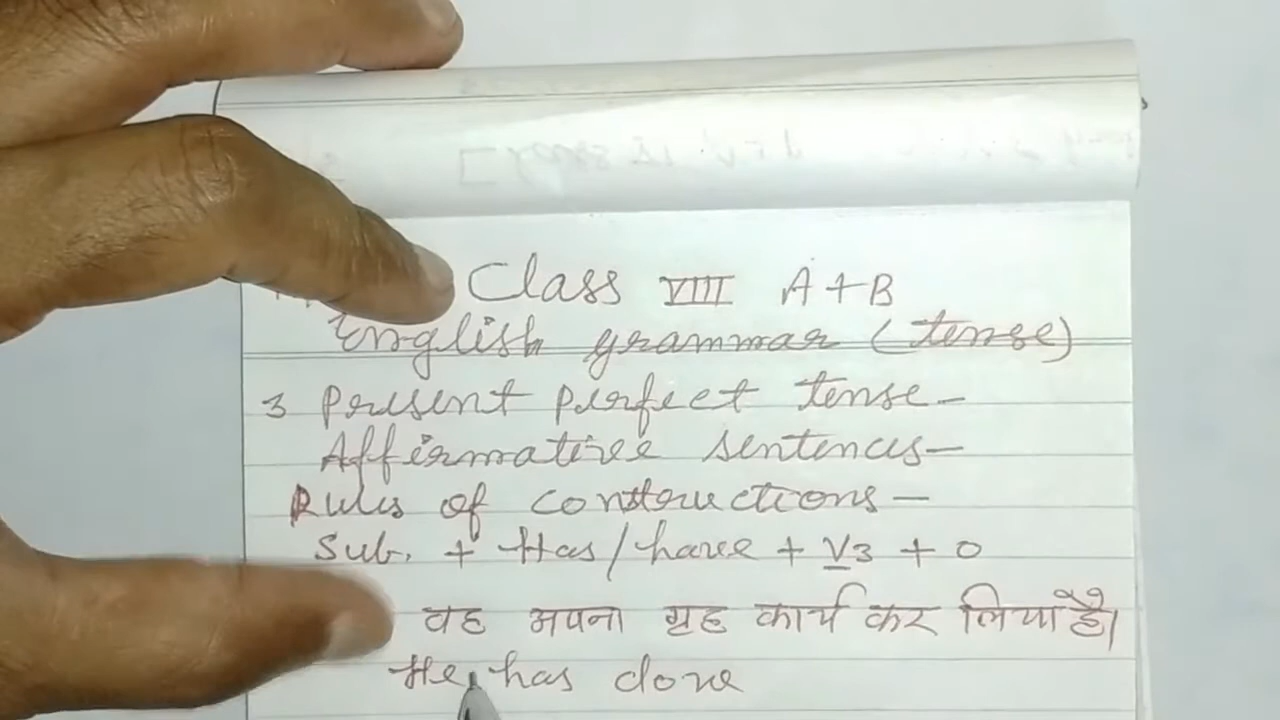 Class VIII A+B
English grammar (tense)
3 Present perfect tense-
Affirmative sentences-
Rules of constructions-
Sub. + Has/have + V3 + O
वह अपना ग्रह कार्य कर लिया है।
He has done